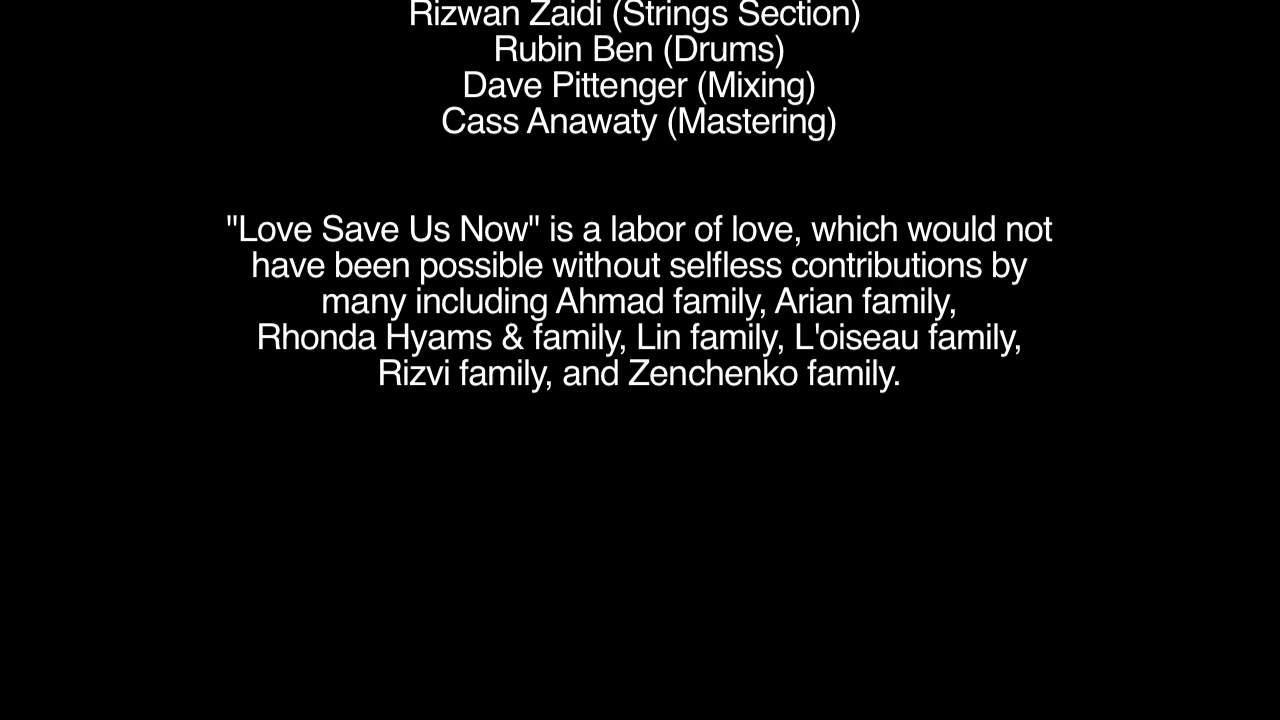 Rizwan Zaidi (Strings Section)
Rubin Ben (Drums)
Dave Pittenger (Mixing)
Cass Anawaty (Mastering)
"Love Save Us Now" is a labor of love, which would not
have been possible without selfless contributions by
many including Ahmad family, Arian family,
Rhonda Hyams & family, Lin family, L'oiseau family,
Rizvi family, and Zenchenko family.